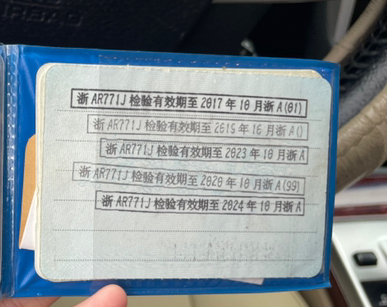 浙 AR771J 检验有效期至 2017 年 10 月浙 A(01)
浙 AR771J 检验有效期至 2019 年 10 月浙 A()
浙 AR771J 检验有效期至 2023 年 10 月浙 A
浙 AR771J 检验有效期至 2020 年 10 月浙 A(99)
浙 AR771J 检验有效期至 2024 年 10 月浙 A